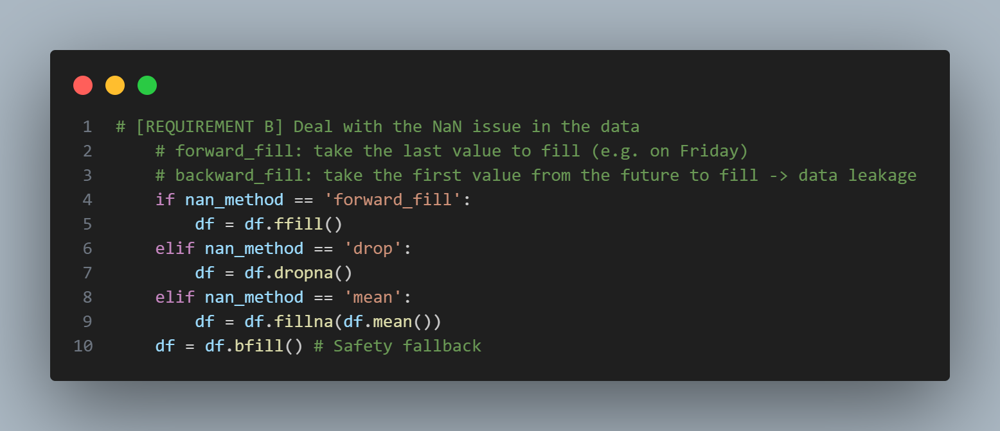 1 # [REQUIREMENT B] Deal with the NaN issue in the data
2     # forward_fill: take the last value to fill (e.g. on Friday)
3     # backward_fill: take the first value from the future to fill -> data leakage
4     if nan_method == 'forward_fill':
5         df = df.ffill()
6     elif nan_method == 'drop':
7         df = df.dropna()
8     elif nan_method == 'mean':
9         df = df.fillna(df.mean())
10     df = df.bfill() # Safety fallback